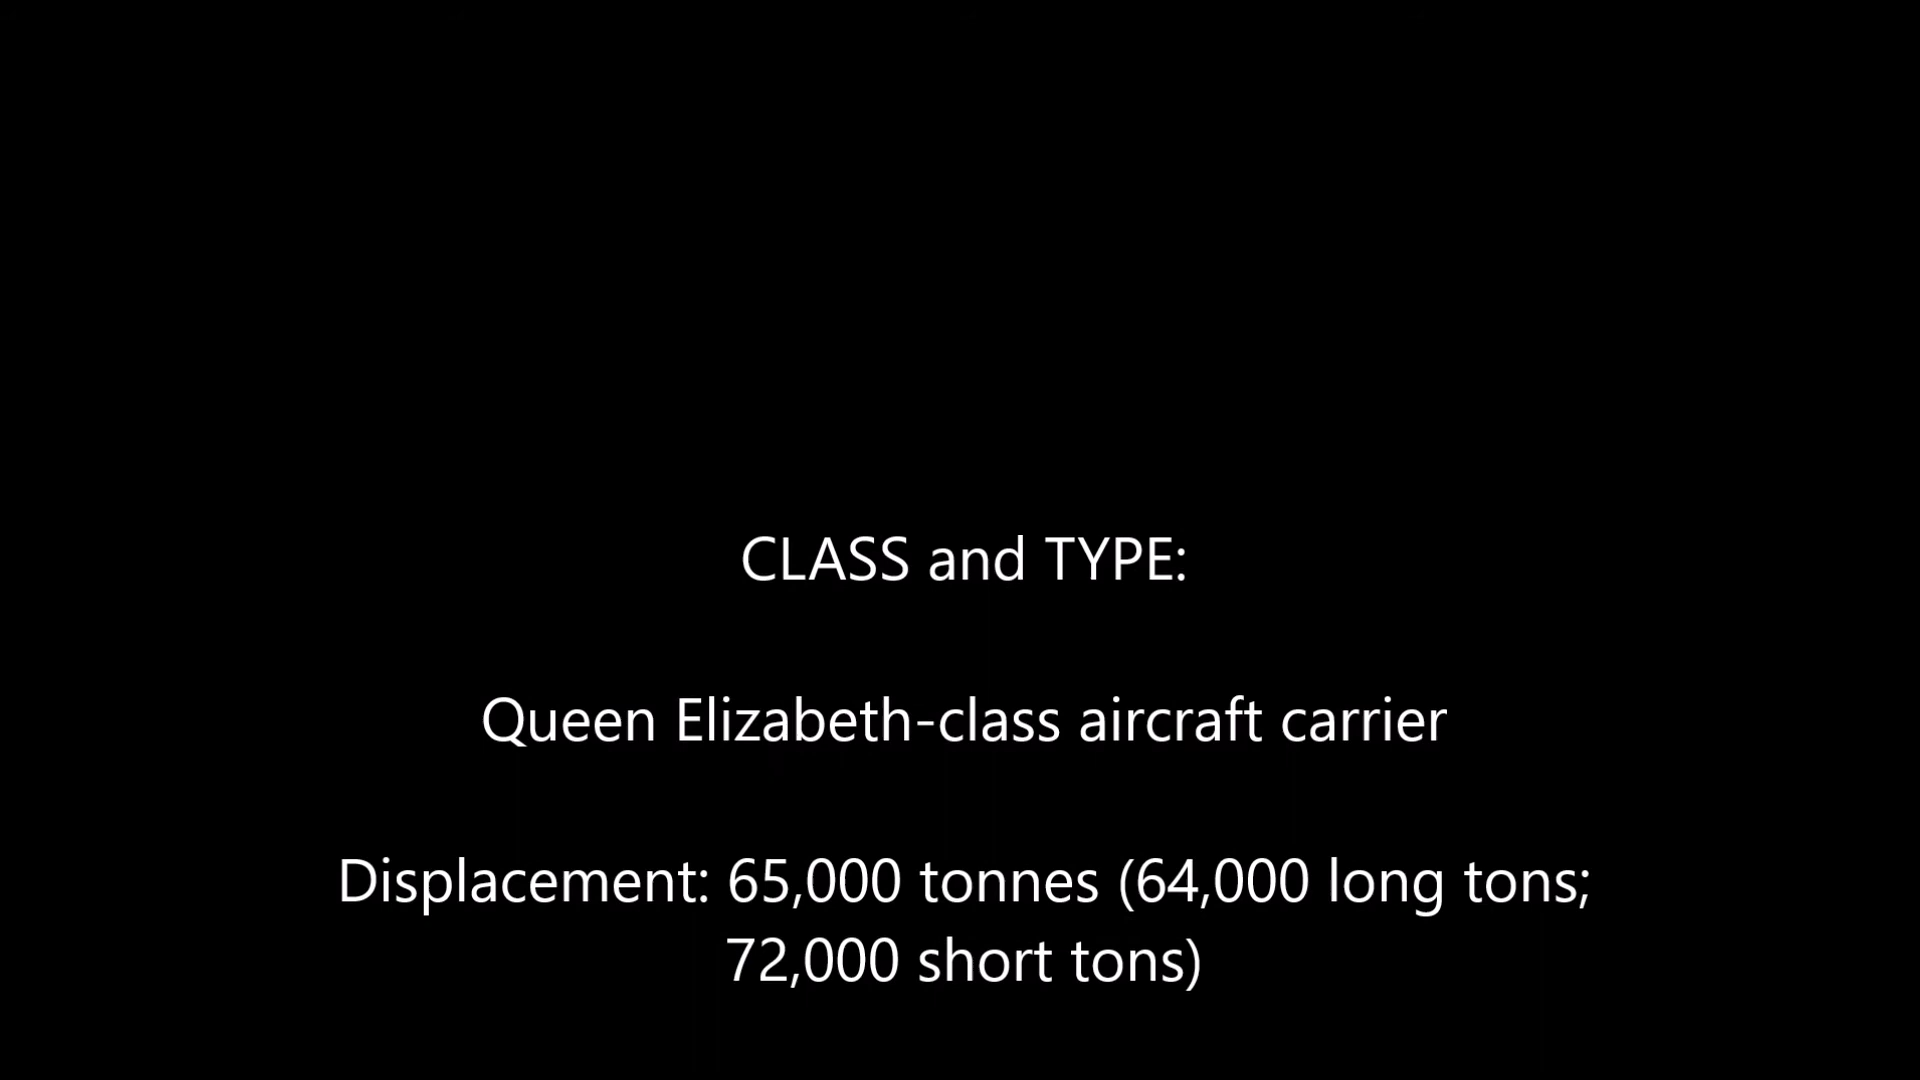 CLASS and TYPE:
Queen Elizabeth-class aircraft carrier
Displacement: 65,000 tonnes (64,000 long tons;
72,000 short tons)